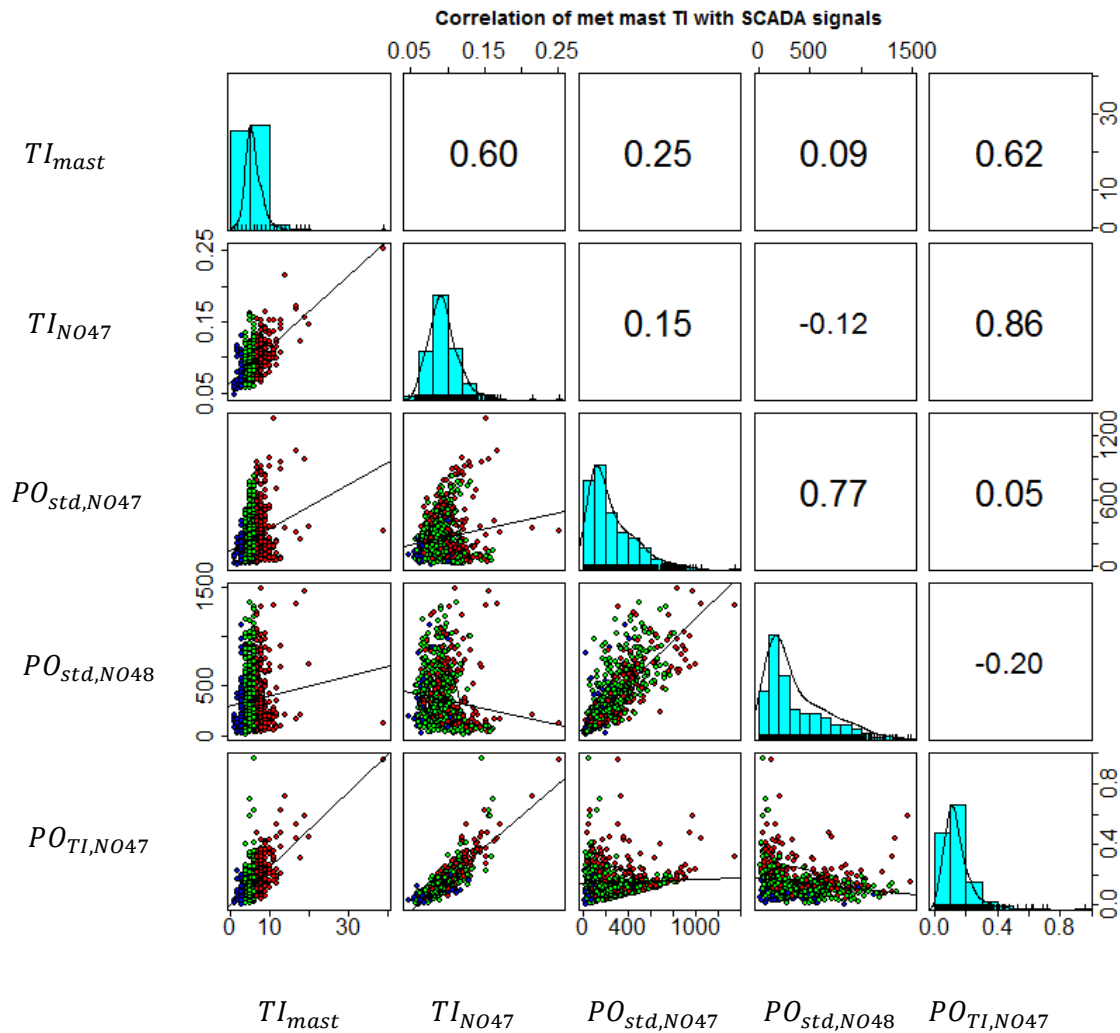 Correlation of met mast TI with SCADA signals
0.05 0.15 0.25 0 500 1500
TI_mast 0.60 0.25 0.09 0.62 0 10 30
TI_NO47 0.05 0.15 0.25 0.15 -0.12 0.86
PO_std,NO47 0.77 0.05 0 600 1200
PO_std,NO48 0 500 1500 -0.20
PO_TI,NO47 0.0 0.4 0.8
0 10 30 0 400 1000 0.0 0.4 0.8
TI_mast TI_NO47 PO_std,NO47 PO_std,NO48 PO_TI,NO47